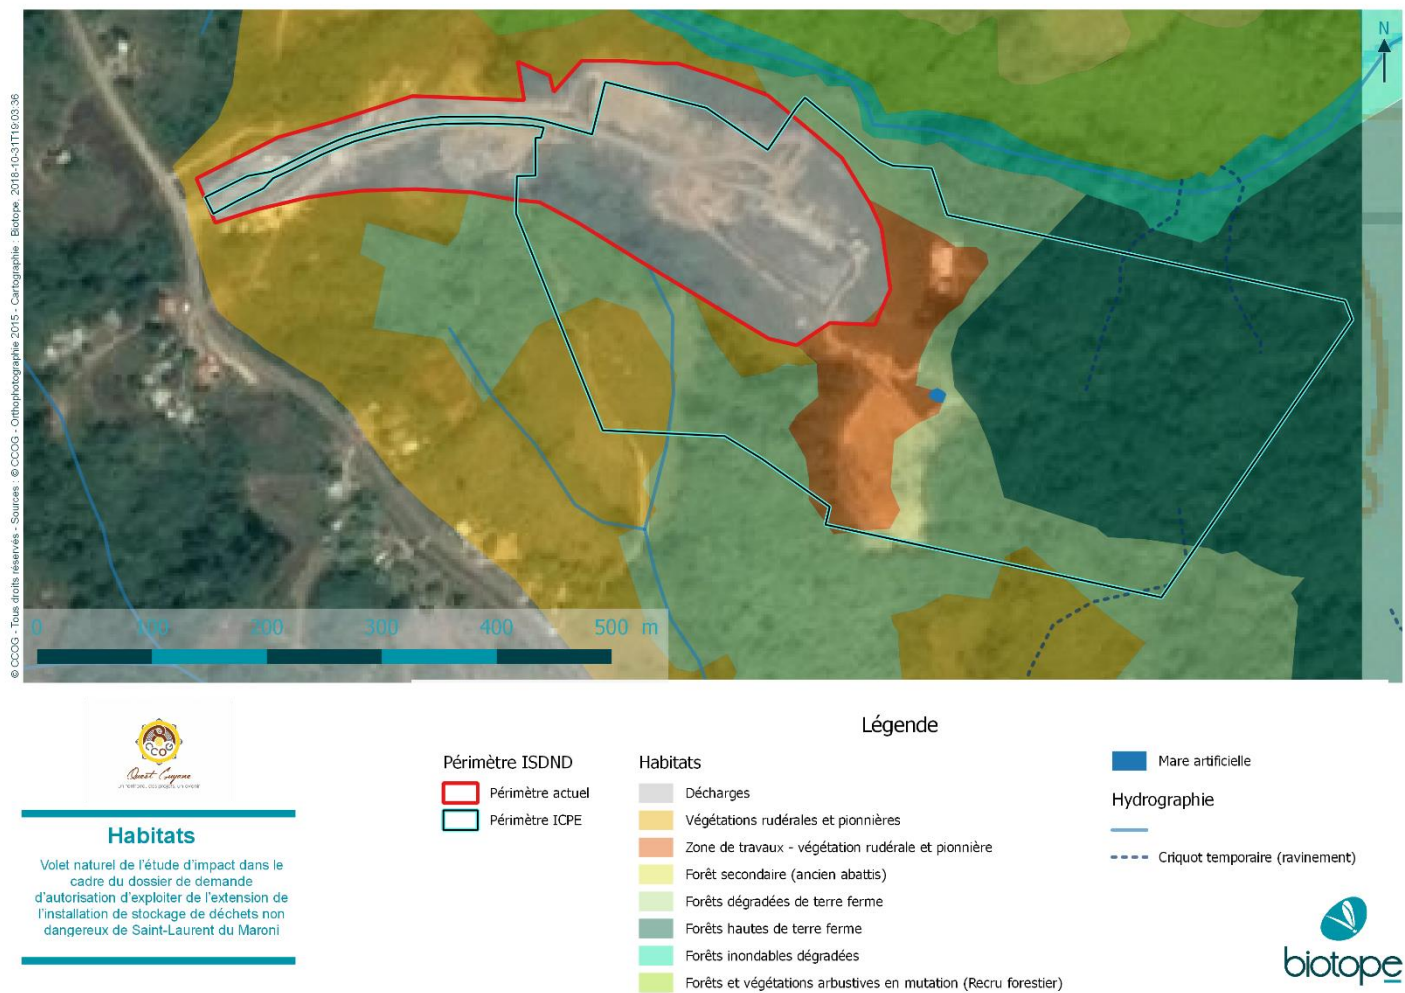 © CCOG - Tous droits réservés - Sources : © CCOG - Orthophotographie 2015 - Cartographie : Biotope, 2018-10-31T19:03:36
N
0 100 200 300 400 500 m
CCOG
Ouest Guyane
Légende
Périmètre ISDND
Périmètre actuel
Périmètre ICPE
Habitats
Décharges
Végétations rudérales et pionnières
Zone de travaux - végétation rudérale et pionnière
Forêt secondaire (ancien abattis)
Forêts dégradées de terre ferme
Forêts hautes de terre ferme
Forêts inondables dégradées
Forêts et végétations arbustives en mutation (Recru forestier)
Mare artificielle
Hydrographie
Criquot temporaire (ravinement)
Habitats
Volet naturel de l'étude d'impact dans le
cadre du dossier de demande
d'autorisation d'exploiter de l'extension de
l'installation de stockage de déchets non
dangereux de Saint-Laurent du Maroni
biotope